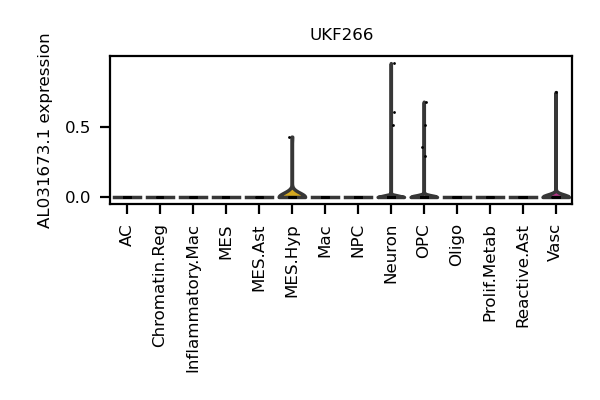 UKF266
AL031673.1 expression
0.5
0.0
AC
Chromatin.Reg
Inflammatory.Mac
MES
MES.Ast
MES.Hyp
Mac
NPC
Neuron
OPC
Oligo
Prolif.Metab
Reactive.Ast
Vasc